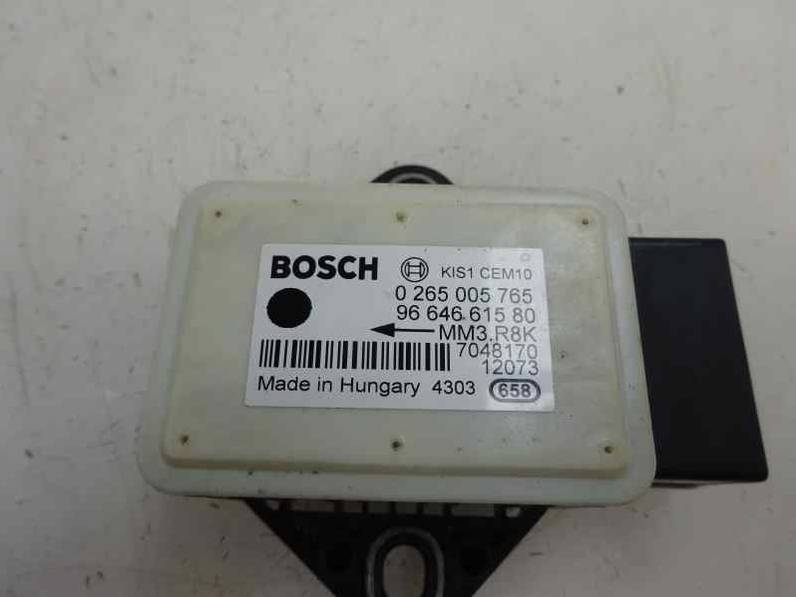 BOSCH KIS1 CEM10
0 265 005 765
96 646 615 80
MM3.R8K
7048170
12073
Made in Hungary 4303 658